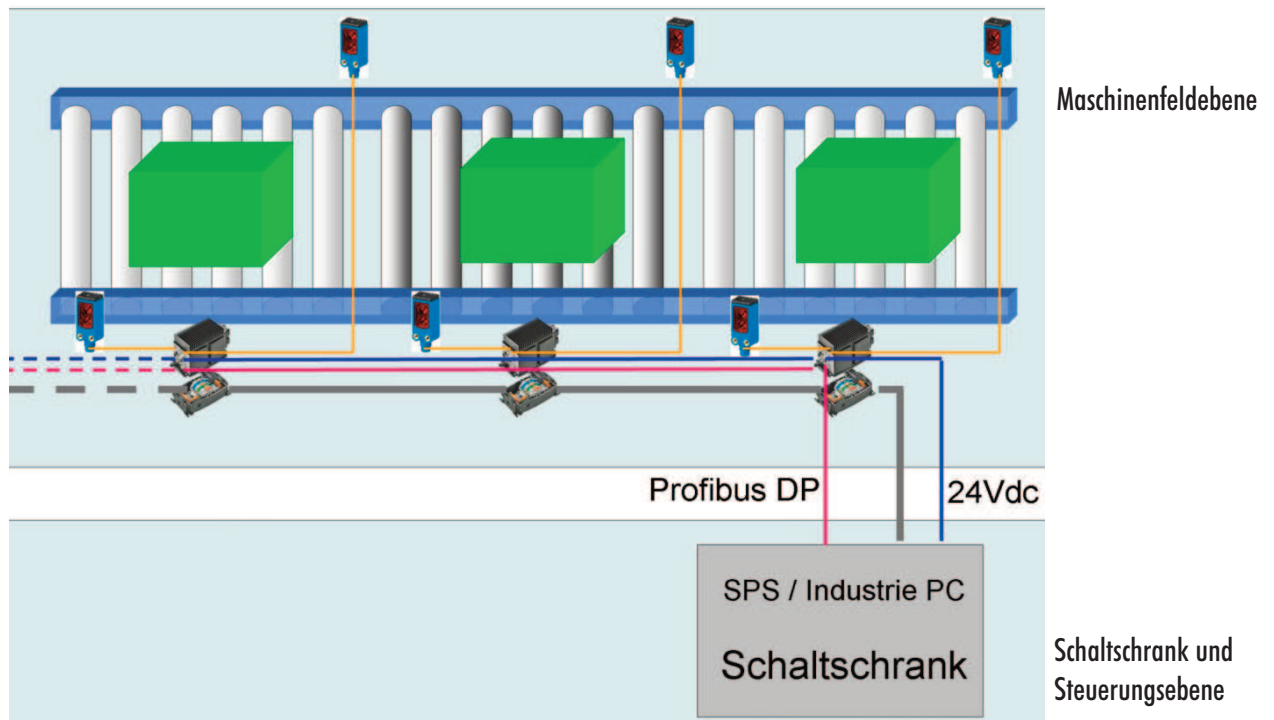 Maschinenfeldebene
Profibus DP
24Vdc
SPS / Industrie PC
Schaltschrank
Schaltschrank und
Steuerungsebene